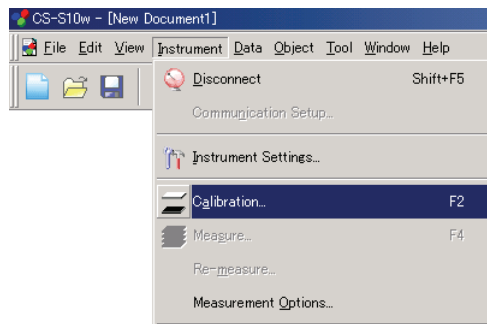 CS-S10w - [New Document1]
File Edit View Instrument Data Object Tool Window Help
Disconnect Shift+F5
Communication Setup...
Instrument Settings...
Calibration... F2
Measure... F4
Re-measure...
Measurement Options...